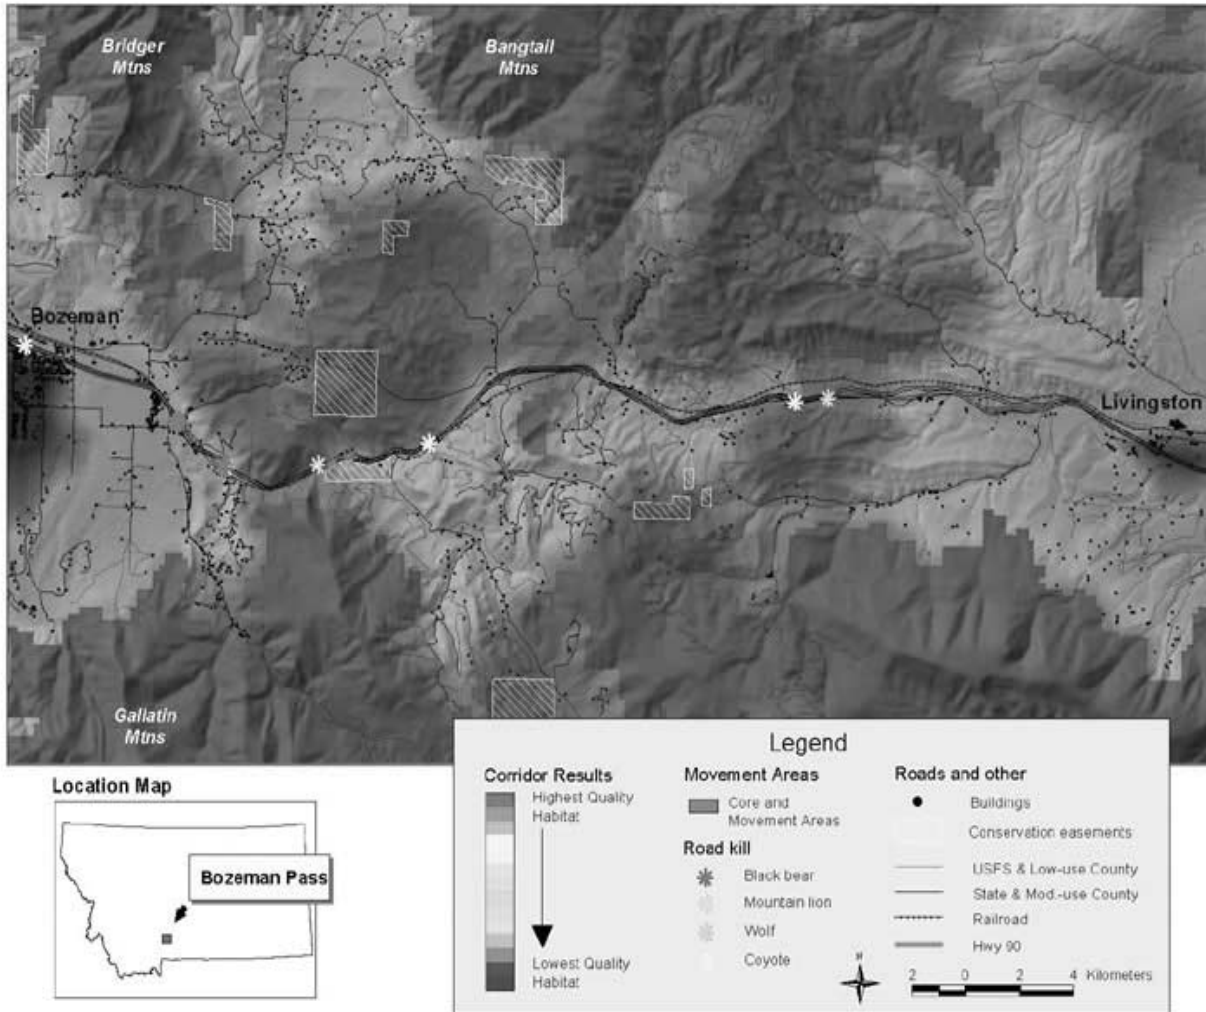 Bridger
Mtns
Bangtail
Mtns
Bozeman
Livingston
Gallatin
Mtns
Location Map
Bozeman Pass
Legend
Corridor Results
Highest Quality
Habitat
Lowest Quality
Habitat
Movement Areas
Core and
Movement Areas
Road kill
Black bear
Mountain lion
Wolf
Coyote
Roads and other
Buildings
Conservation easements
USFS & Low-use County
State & Mod.-use County
Railroad
Hwy 90
N
2 0 2 4 Kilometers